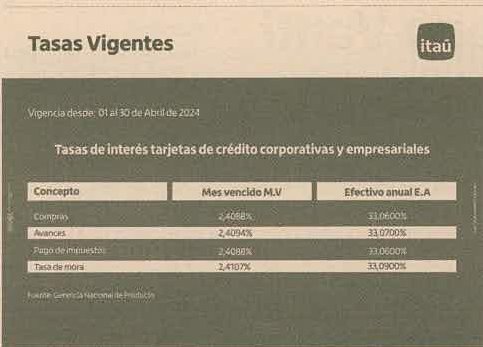 Tasas Vigentes
itaú
Vigencia desde: 01 al 30 de Abril de 2024
Tasas de interés tarjetas de crédito corporativas y empresariales
Concepto Mes vencido M.V Efectivo anual E.A
Compras 2,4088% 33,0600%
Avances 2,4094% 33,0700%
Pago de impuestos 2,4088% 33,0600%
Tasa de mora 2,4107% 33,0900%
Fuente: Gerencia Nacional de Producto